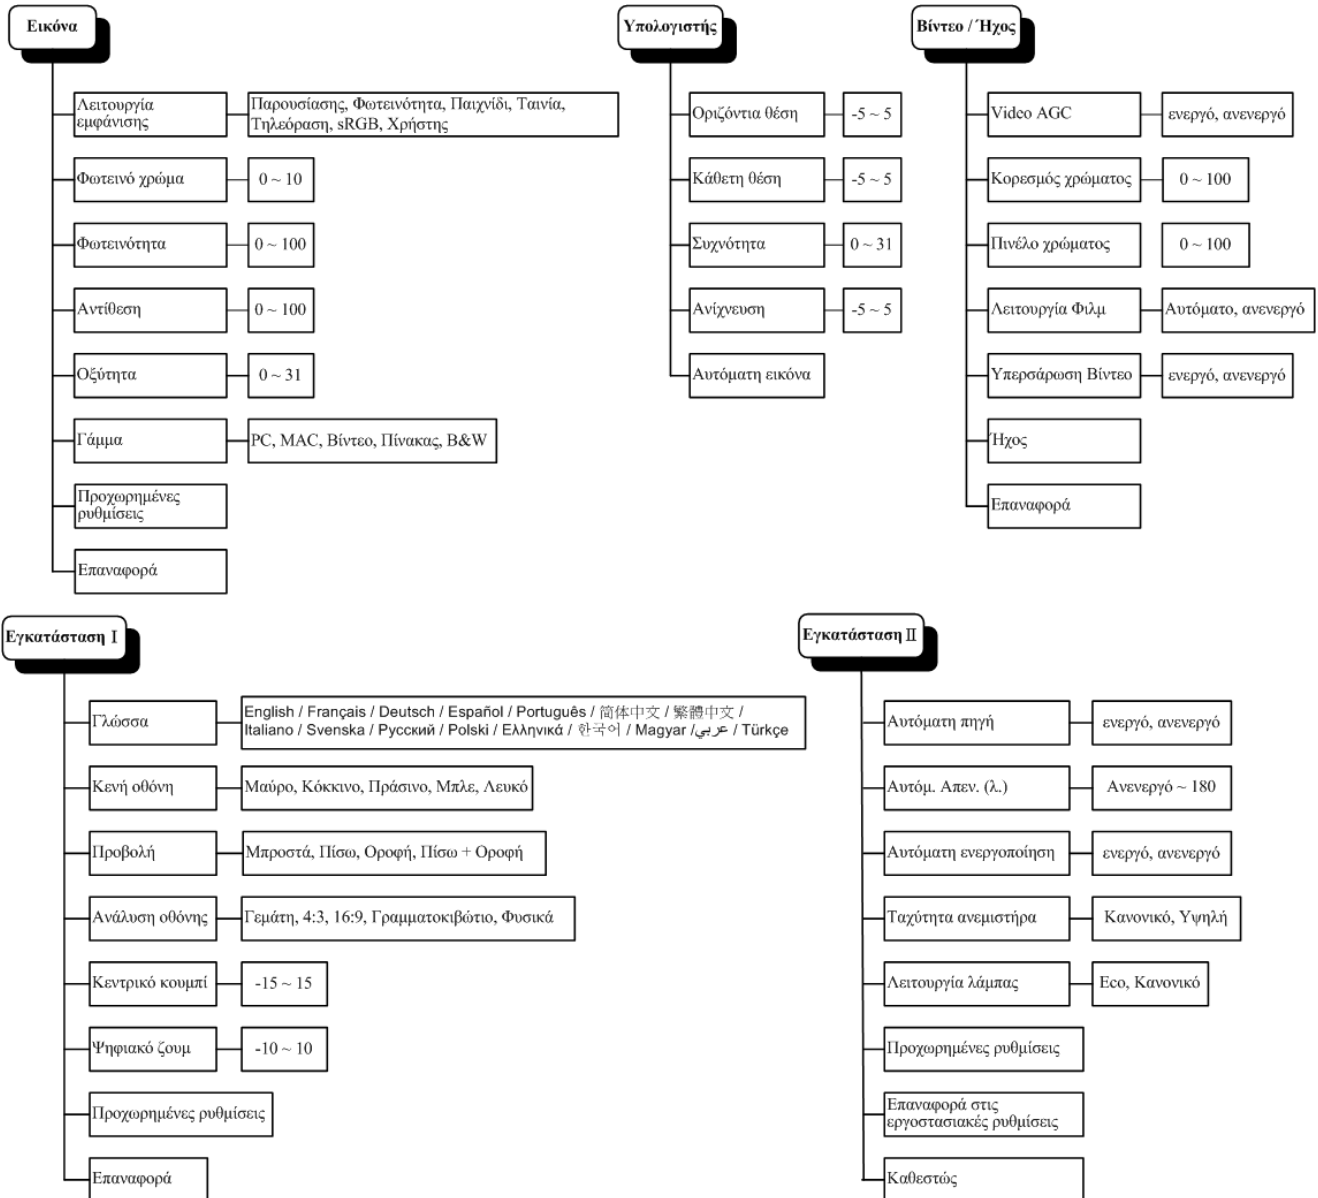 Εικόνα
Λειτουργία
εμφάνισης
Παρουσίασης, Φωτεινότητα, Παιχνίδι, Ταινία,
Τηλεόραση, sRGB, Χρήστης
Φωτεινό χρώμα
0 ~ 10
Φωτεινότητα
0 ~ 100
Αντίθεση
0 ~ 100
Οξύτητα
0 ~ 31
Γάμμα
PC, MAC, Βίντεο, Πίνακας, B&W
Προχωρημένες
ρυθμίσεις
Επαναφορά
Υπολογιστής
Οριζόντια θέση
-5 ~ 5
Κάθετη θέση
-5 ~ 5
Συχνότητα
0 ~ 31
Ανίχνευση
-5 ~ 5
Αυτόματη εικόνα
Βίντεο / Ήχος
Video AGC
ενεργό, ανενεργό
Κορεσμός χρώματος
0 ~ 100
Πινέλο χρώματος
0 ~ 100
Λειτουργία Φιλμ
Αυτόματο, ανενεργό
Υπερσάρωση Βίντεο
ενεργό, ανενεργό
Ήχος
Επαναφορά
Εγκατάσταση Ⅰ
Γλώσσα
English / Français / Deutsch / Español / Português / 简体中文 / 繁體中文 /
Italiano / Svenska / Русский / Polski / Ελληνικά / 한국어 / Magyar /عربي / Türkçe
Κενή οθόνη
Μαύρο, Κόκκινο, Πράσινο, Μπλε, Λευκό
Προβολή
Μπροστά, Πίσω, Οροφή, Πίσω + Οροφή
Ανάλυση οθόνης
Γεμάτη, 4:3, 16:9, Γραμματοκιβώτιο, Φυσικά
Κεντρικό κουμπί
-15 ~ 15
Ψηφιακό ζουμ
-10 ~ 10
Προχωρημένες ρυθμίσεις
Επαναφορά
Εγκατάσταση Ⅱ
Αυτόματη πηγή
ενεργό, ανενεργό
Αυτόμ. Απεν. (λ.)
Ανενεργό ~ 180
Αυτόματη ενεργοποίηση
ενεργό, ανενεργό
Ταχύτητα ανεμιστήρα
Κανονικό, Υψηλή
Λειτουργία λάμπας
Eco, Κανονικό
Προχωρημένες ρυθμίσεις
Επαναφορά στις
εργοστασιακές ρυθμίσεις
Καθεστώς